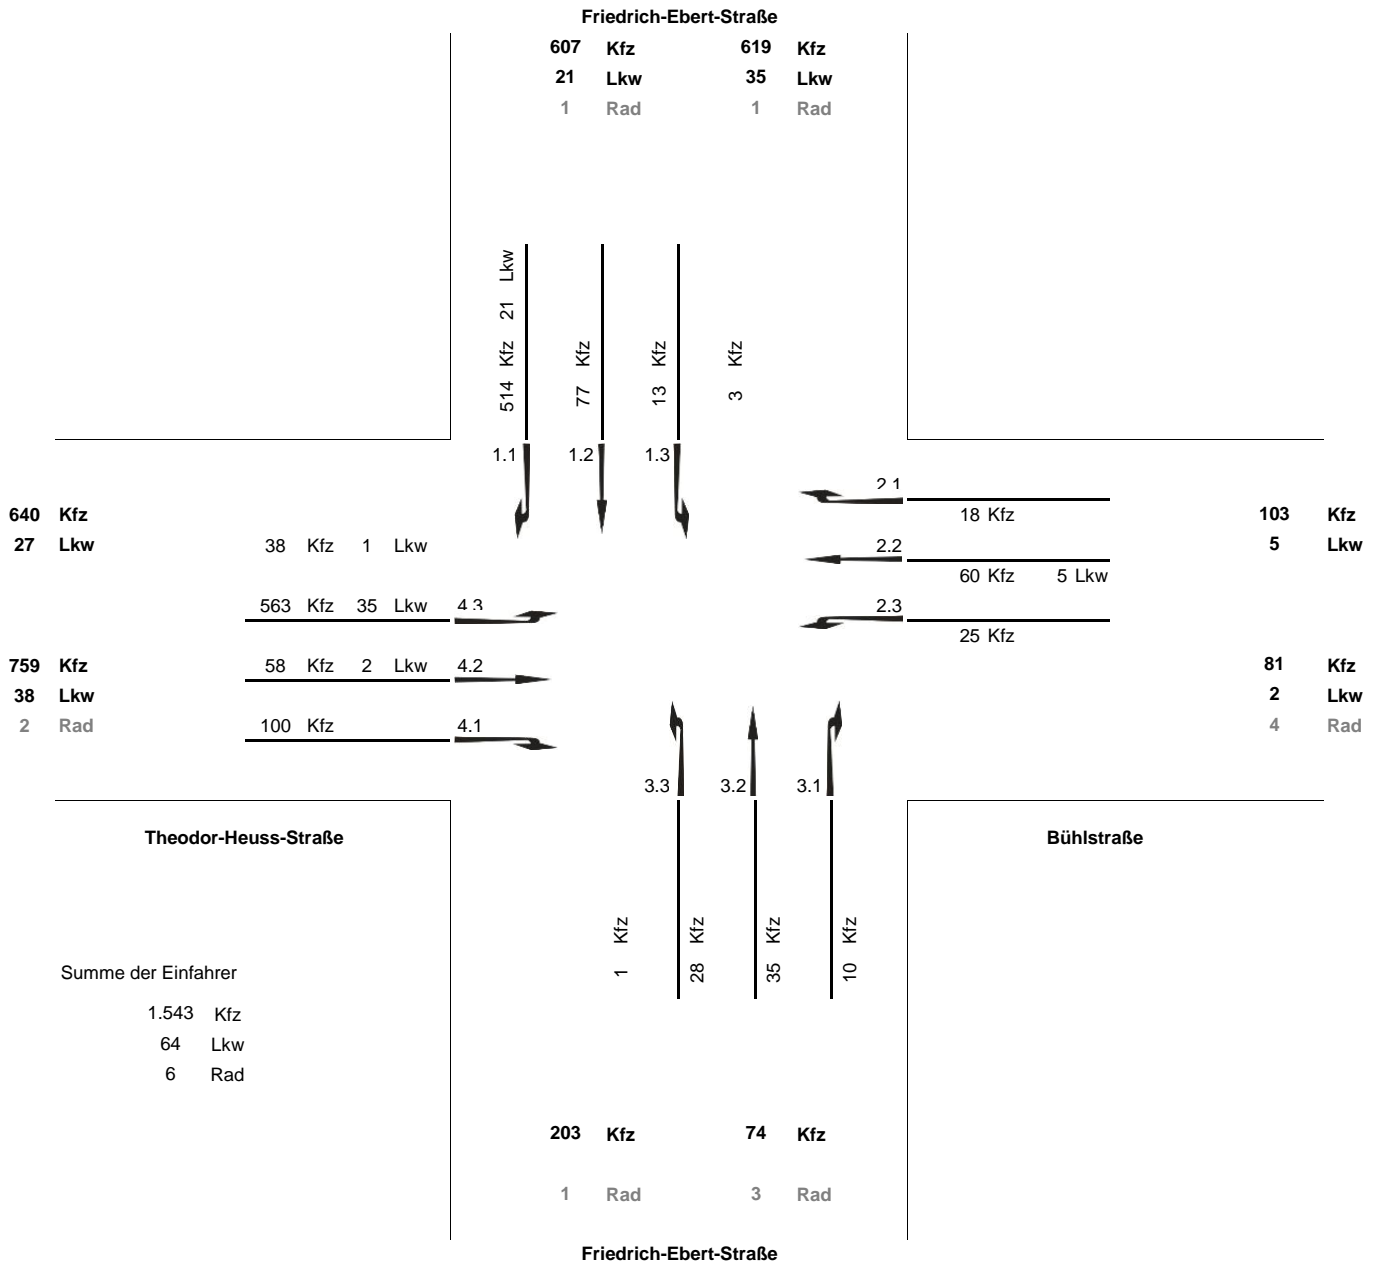 Friedrich-Ebert-Straße
607 Kfz 619 Kfz
21 Lkw 35 Lkw
1 Rad 1 Rad
514 Kfz 21 Lkw
77 Kfz
13 Kfz
3 Kfz
1.1 1.2 1.3
2.1
18 Kfz
2.2
60 Kfz 5 Lkw
2.3
25 Kfz
640 Kfz
27 Lkw
103 Kfz
5 Lkw
38 Kfz 1 Lkw
563 Kfz 35 Lkw 4.3
58 Kfz 2 Lkw 4.2
100 Kfz 4.1
759 Kfz
38 Lkw
2 Rad
81 Kfz
2 Lkw
4 Rad
3.3 3.2 3.1
Theodor-Heuss-Straße
Bühlstraße
1 Kfz
28 Kfz
35 Kfz
10 Kfz
Summe der Einfahrer
1.543 Kfz
64 Lkw
6 Rad
203 Kfz 74 Kfz
1 Rad 3 Rad
Friedrich-Ebert-Straße